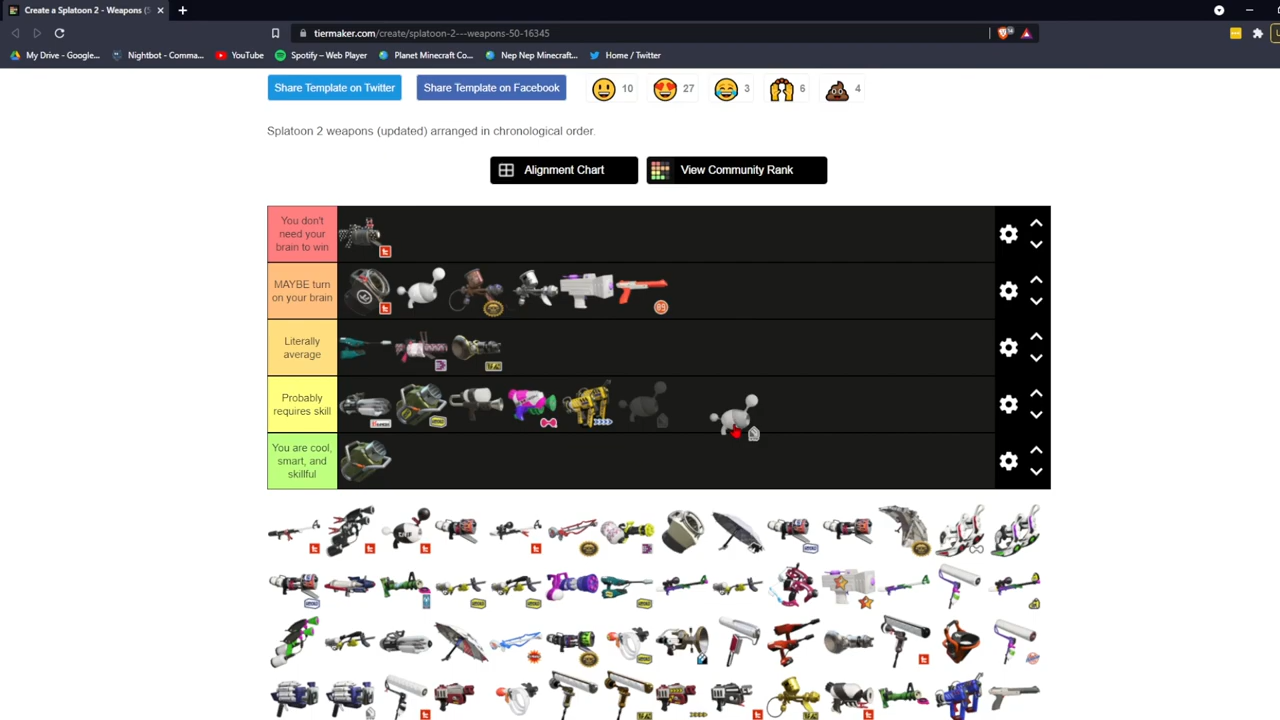 Create a Splatoon 2 - Weapons (5
tiermaker.com/create/splatoon-2---weapons-50-16345
My Drive - Google...
Nightbot - Comma...
YouTube
Spotify – Web Player
Planet Minecraft Co...
Nep Nep Minecraft...
Home / Twitter
Share Template on Twitter
Share Template on Facebook
10
27
3
6
4
Splatoon 2 weapons (updated) arranged in chronological order.
Alignment Chart
View Community Rank
You don't
need your
brain to win
MAYBE turn
on your brain
89
Literally
average
Probably
requires skill
You are cool,
smart, and
skillful